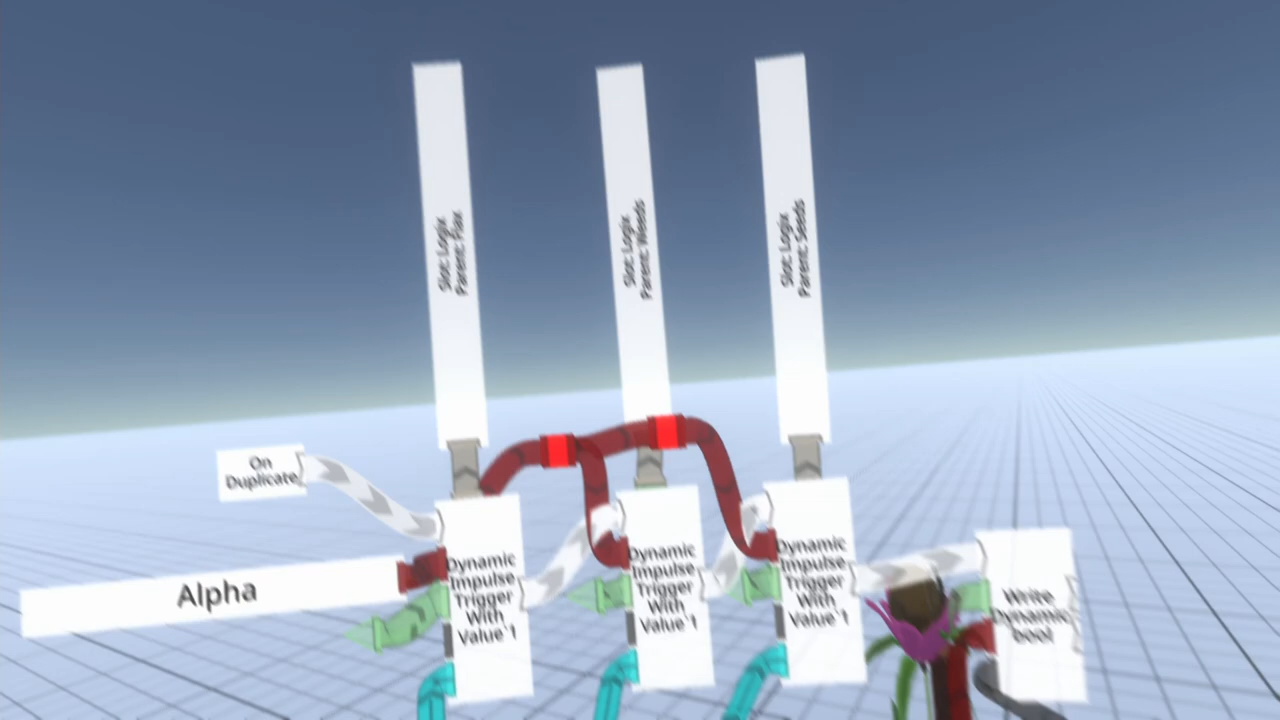 Slot: Logix
Parent: Flax
Slot: Logix
Parent: Weeds
Slot: Logix
Parent: Seeds
On
Duplicate
Alpha
Dynamic
Impulse
Trigger
With
Value`1
Dynamic
Impulse
Trigger
With
Value`1
Dynamic
Impulse
Trigger
With
Value`1
Write
Dynamic
bool